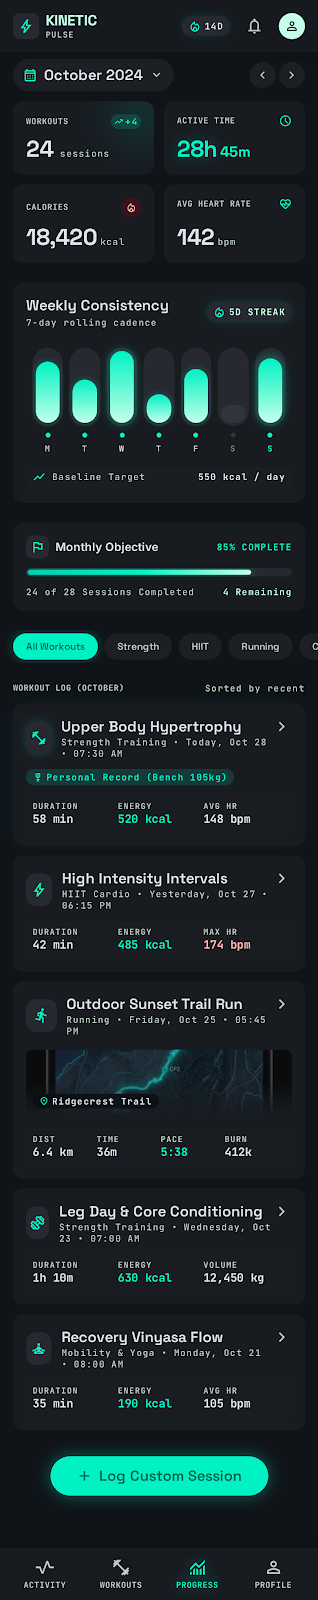 KINETIC
PULSE
14D
October 2024
WORKOUTS
+4
24 sessions
ACTIVE TIME
28h 45m
CALORIES
18,420 kcal
AVG HEART RATE
142 bpm
Weekly Consistency
7-day rolling cadence
5D STREAK
M T W T F S S
Baseline Target
550 kcal / day
Monthly Objective
85% COMPLETE
24 of 28 Sessions Completed
4 Remaining
All Workouts
Strength
HIIT
Running
C
WORKOUT LOG (OCTOBER)
Sorted by recent
Upper Body Hypertrophy
Strength Training • Today, Oct 28
• 07:30 AM
Personal Record (Bench 105kg)
DURATION ENERGY AVG HR
58 min 520 kcal 148 bpm
High Intensity Intervals
HIIT Cardio • Yesterday, Oct 27 •
06:15 PM
DURATION ENERGY MAX HR
42 min 485 kcal 174 bpm
Outdoor Sunset Trail Run
Running • Friday, Oct 25 • 05:45
PM
CP2
Ridgecrest Trail
DIST TIME PACE BURN
6.4 km 36m 5:38 412k
Leg Day & Core Conditioning
Strength Training • Wednesday, Oct
23 • 07:00 AM
DURATION ENERGY VOLUME
1h 10m 630 kcal 12,450 kg
Recovery Vinyasa Flow
Mobility & Yoga • Monday, Oct 21
• 08:00 AM
DURATION ENERGY AVG HR
35 min 190 kcal 105 bpm
+ Log Custom Session
ACTIVITY WORKOUTS PROGRESS PROFILE